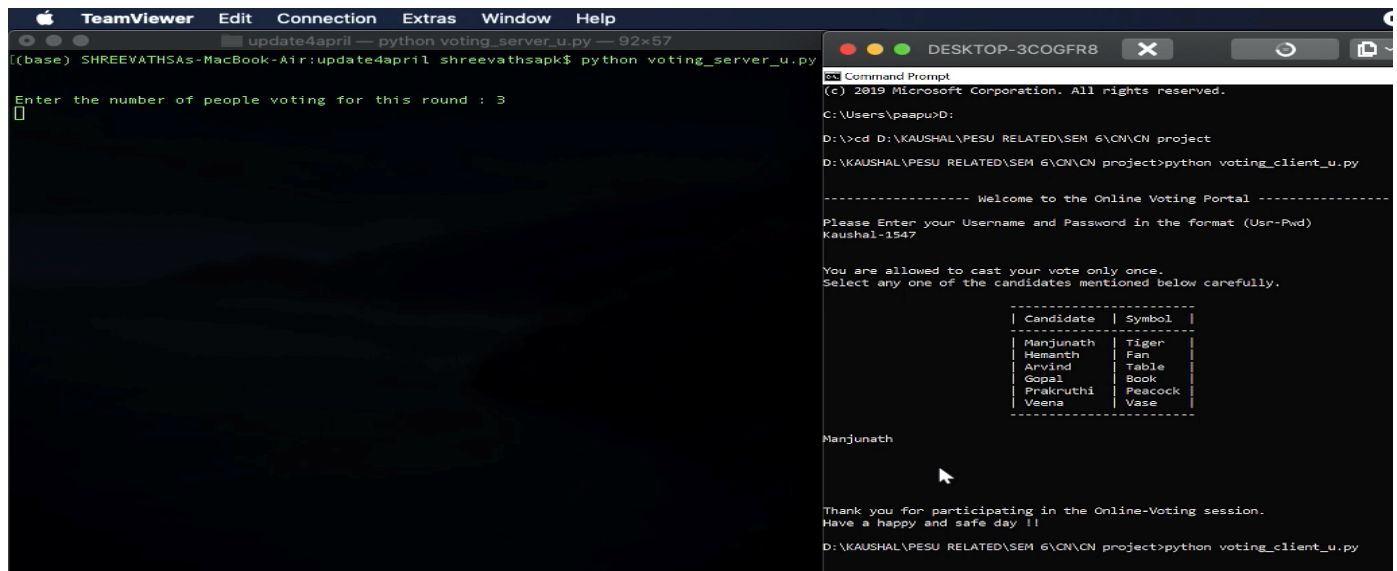 TeamViewer Edit Connection Extras Window Help
update4april — python voting_server_u.py — 92×57
[(base) SHREEVATHSAs-MacBook-Air:update4april shreevathsapk$ python voting_server_u.py
Enter the number of people voting for this round : 3
DESKTOP-3COGFR8
Command Prompt
(c) 2019 Microsoft Corporation. All rights reserved.
C:\Users\paapu>D:
D:\>cd D:\KAUSHAL\PESU RELATED\SEM 6\CN\CN project
D:\KAUSHAL\PESU RELATED\SEM 6\CN\CN project>python voting_client_u.py
------------------- Welcome to the Online Voting Portal -----------------
Please Enter your Username and Password in the format (Usr-Pwd)
Kaushal-1547
You are allowed to cast your vote only once.
Select any one of the candidates mentioned below carefully.
------------------------
| Candidate | Symbol |
------------------------
| Manjunath | Tiger |
| Hemanth | Fan |
| Arvind | Table |
| Gopal | Book |
| Prakruthi | Peacock |
| Veena | Vase |
------------------------
Manjunath
Thank you for participating in the Online-Voting session.
Have a happy and safe day !!
D:\KAUSHAL\PESU RELATED\SEM 6\CN\CN project>python voting_client_u.py